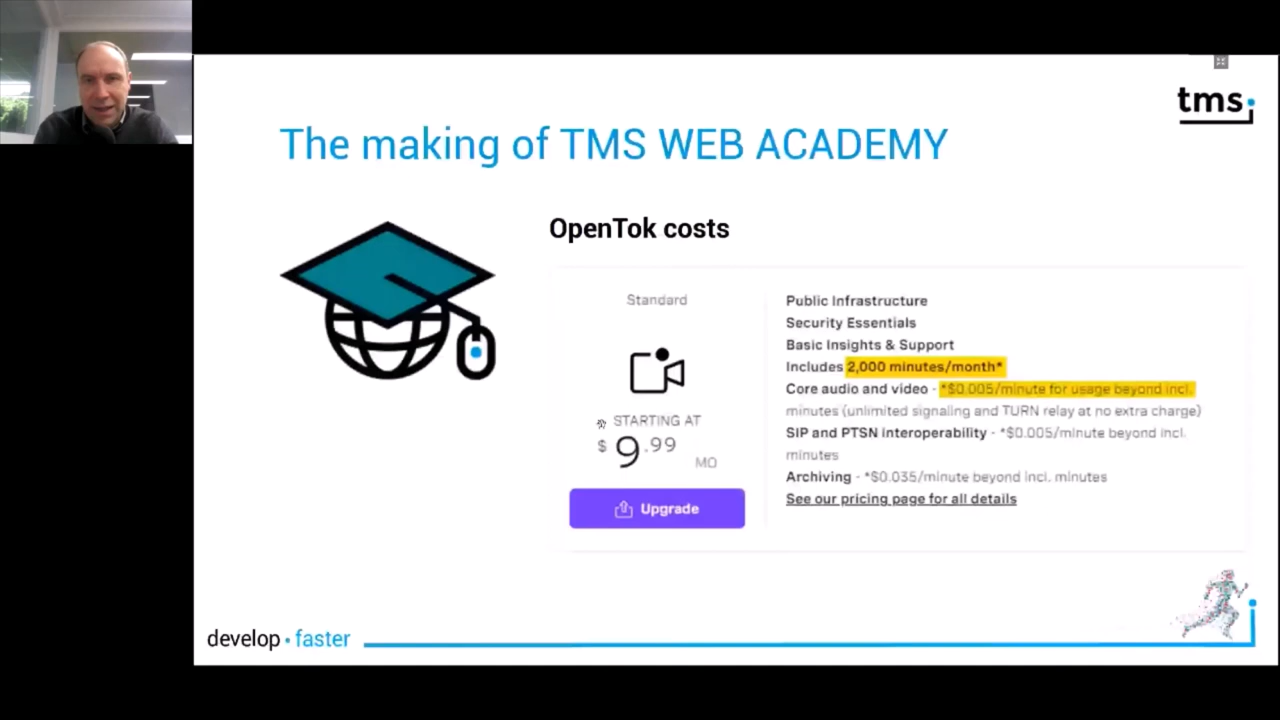 tms
The making of TMS WEB ACADEMY
OpenTok costs
Standard
STARTING AT
$ 9.99 MO
Upgrade
Public Infrastructure
Security Essentials
Basic Insights & Support
Includes 2,000 minutes/month*
Core audio and video - *$0.005/minute for usage beyond incl.
minutes (unlimited signaling and TURN relay at no extra charge)
SIP and PTSN interoperability - *$0.005/minute beyond incl.
minutes
Archiving - *$0.035/minute beyond incl. minutes
See our pricing page for all details
develop · faster